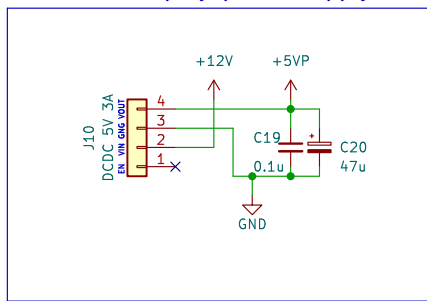 +12V
+5VP
J10
DCDC 5V 3A
EN VIN GNG VOUT
4
3
2
1
C19
0.1u
+
C20
47u
GND